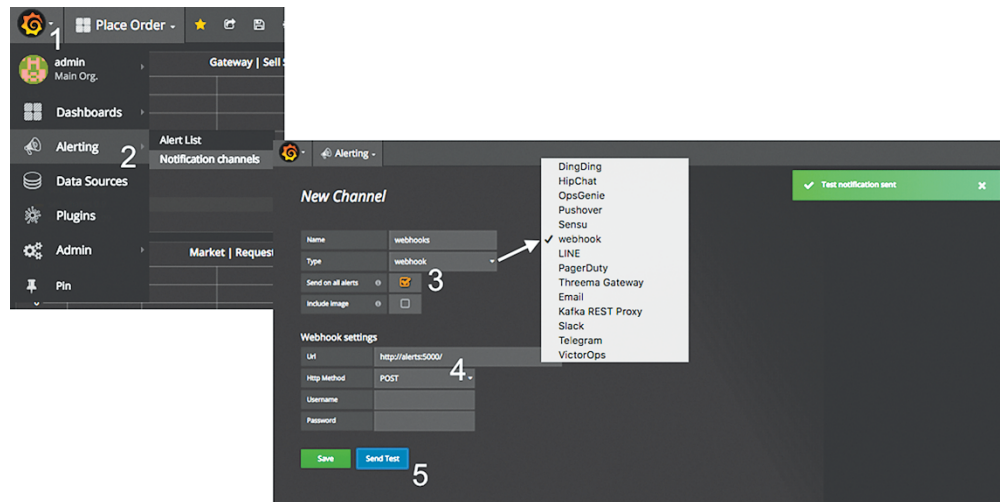 1
Place Order
admin
Main Org.
Gateway | Sell
Dashboards
Alerting
2
Alert List
Notification channels
Data Sources
Plugins
Admin
Market | Request
Pin
0
Alerting
New Channel
Test notification sent
Name
webhooks
Type
webhook
3
Send on all alerts
Include image
DingDing
HipChat
OpsGenie
Pushover
Sensu
webhook
LINE
PagerDuty
Threema Gateway
Email
Kafka REST Proxy
Slack
Telegram
VictorOps
Webhook settings
Url
http://alerts:5000/
4
Http Method
POST
Username
Password
Save
Send Test
5